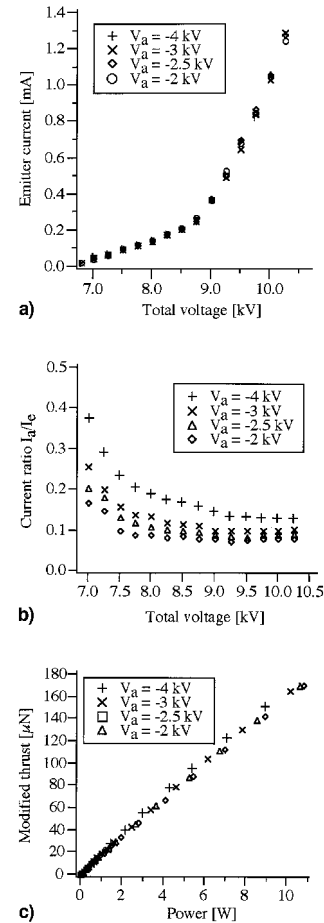 1.4
1.2
1.0
0.8
0.6
0.4
0.2
0.0
Emitter current [mA]
+ Vₐ = -4 kV
× Vₐ = -3 kV
◇ Vₐ = -2.5 kV
○ Vₐ = -2 kV
7.0 8.0 9.0 10.0
Total voltage [kV]
a)
0.5
0.4
0.3
0.2
0.1
0.0
Current ratio Iₐ/Iₑ
+ Vₐ = -4 kV
× Vₐ = -3 kV
△ Vₐ = -2.5 kV
◇ Vₐ = -2 kV
7.0 7.5 8.0 8.5 9.0 9.5 10.0 10.5
Total voltage [kV]
b)
180
160
140
120
100
80
60
40
20
0
Modified thrust [μN]
+ Vₐ = -4 kV
× Vₐ = -3 kV
□ Vₐ = -2.5 kV
△ Vₐ = -2 kV
0 2 4 6 8 10
Power [W]
c)